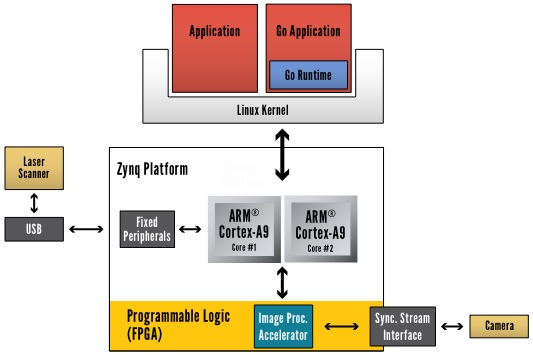 Application
Go Application
Go Runtime
Linux Kernel
Zynq Platform
Laser
Scanner
USB
Fixed
Peripherals
ARM®
Cortex-A9
Core #1
ARM®
Cortex-A9
Core #2
Programmable Logic
(FPGA)
Image Proc.
Accelerator
Sync. Stream
Interface
Camera